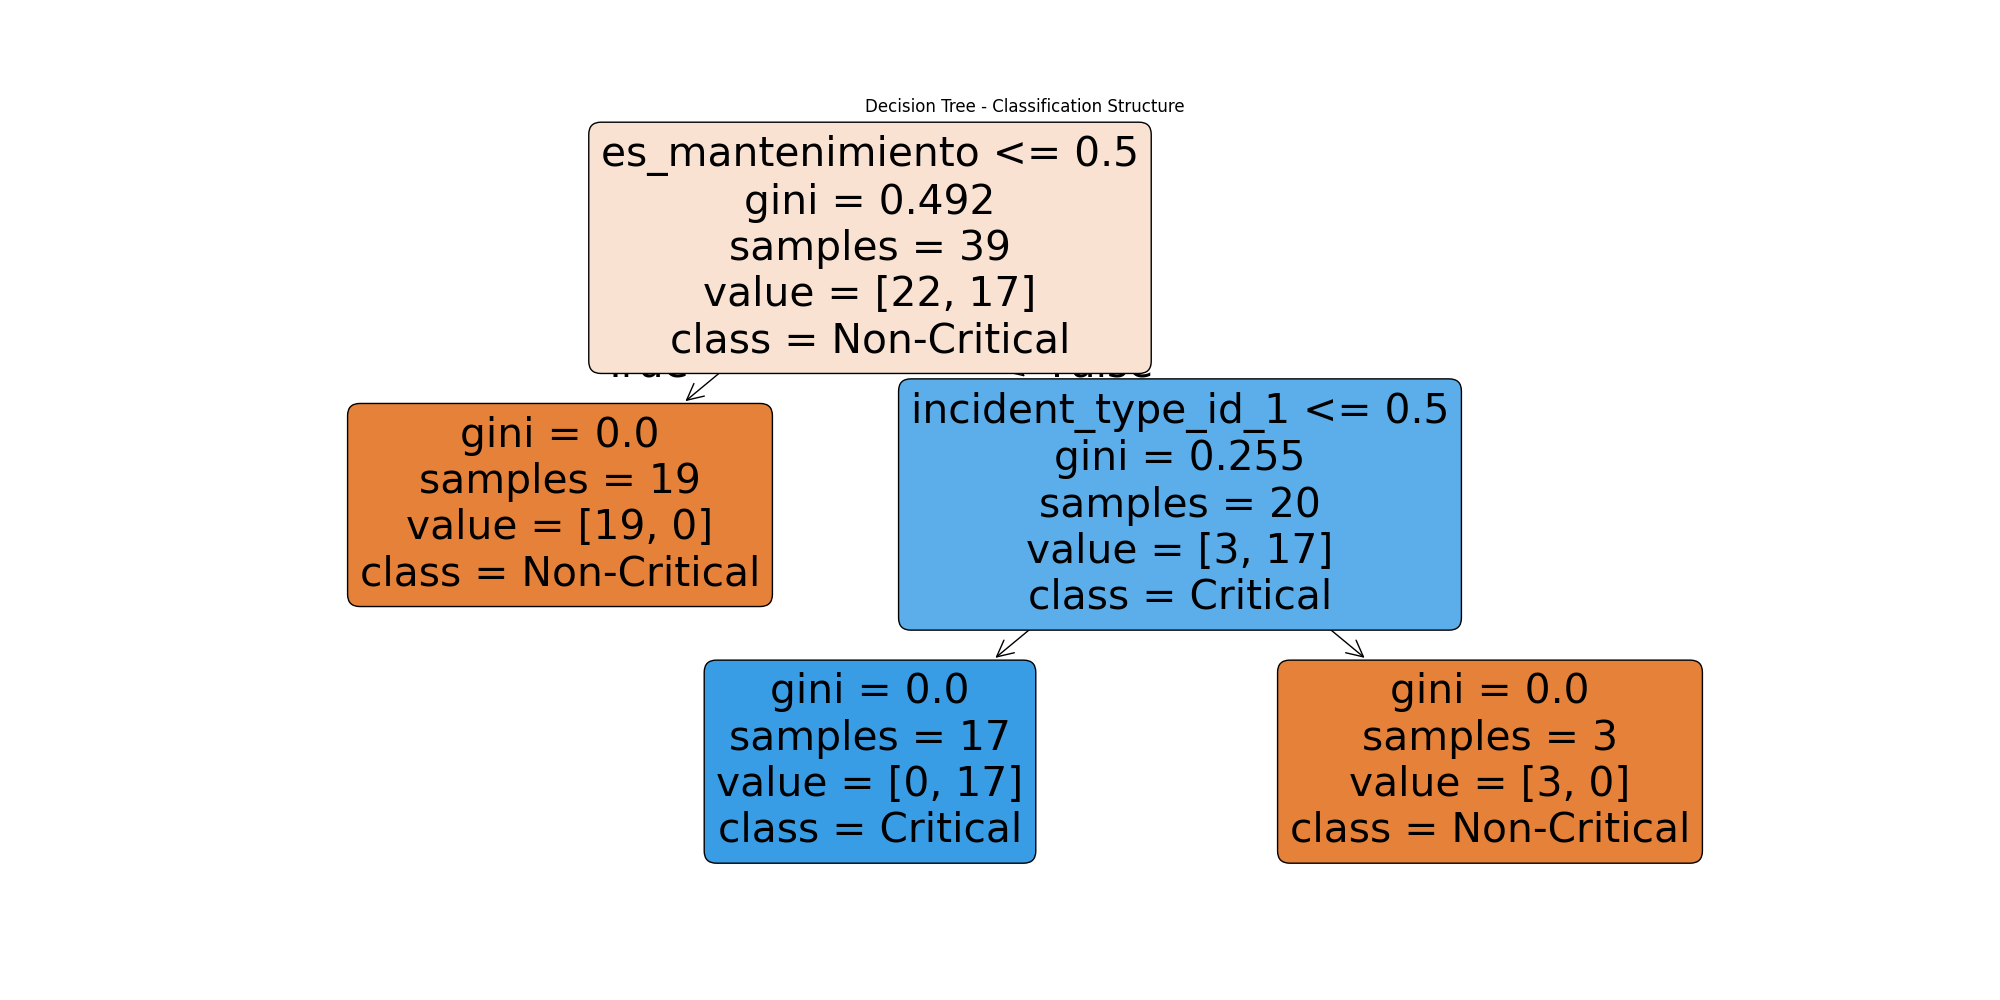 Decision Tree - Classification Structure
es_mantenimiento <= 0.5
gini = 0.492
samples = 39
value = [22, 17]
class = Non-Critical
gini = 0.0
samples = 19
value = [19, 0]
class = Non-Critical
incident_type_id_1 <= 0.5
gini = 0.255
samples = 20
value = [3, 17]
class = Critical
gini = 0.0
samples = 17
value = [0, 17]
class = Critical
gini = 0.0
samples = 3
value = [3, 0]
class = Non-Critical